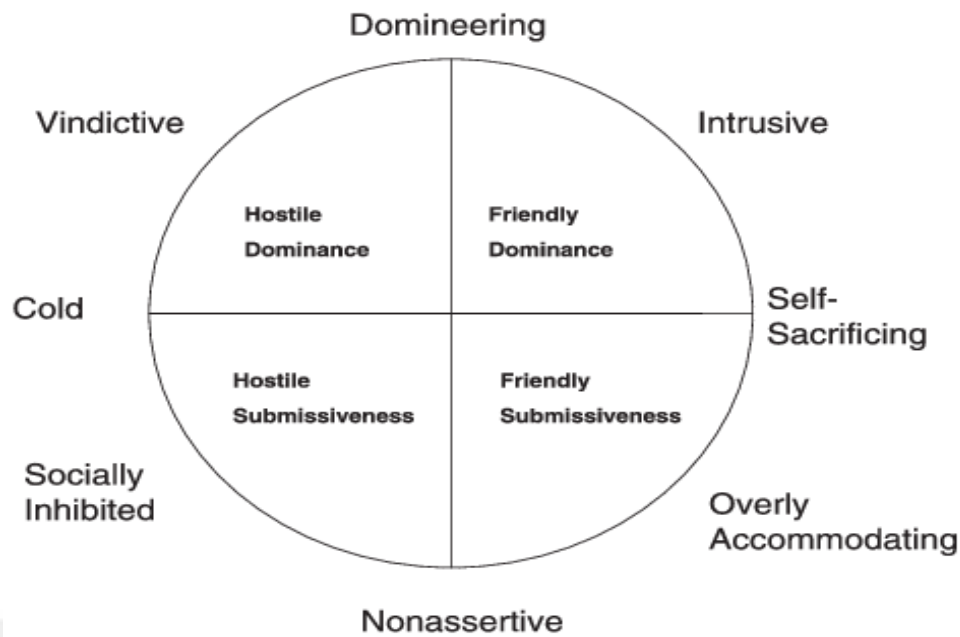 Domineering
Vindictive
Intrusive
Hostile
Dominance
Friendly
Dominance
Cold
Self-
Sacrificing
Hostile
Submissiveness
Friendly
Submissiveness
Socially
Inhibited
Overly
Accommodating
Nonassertive